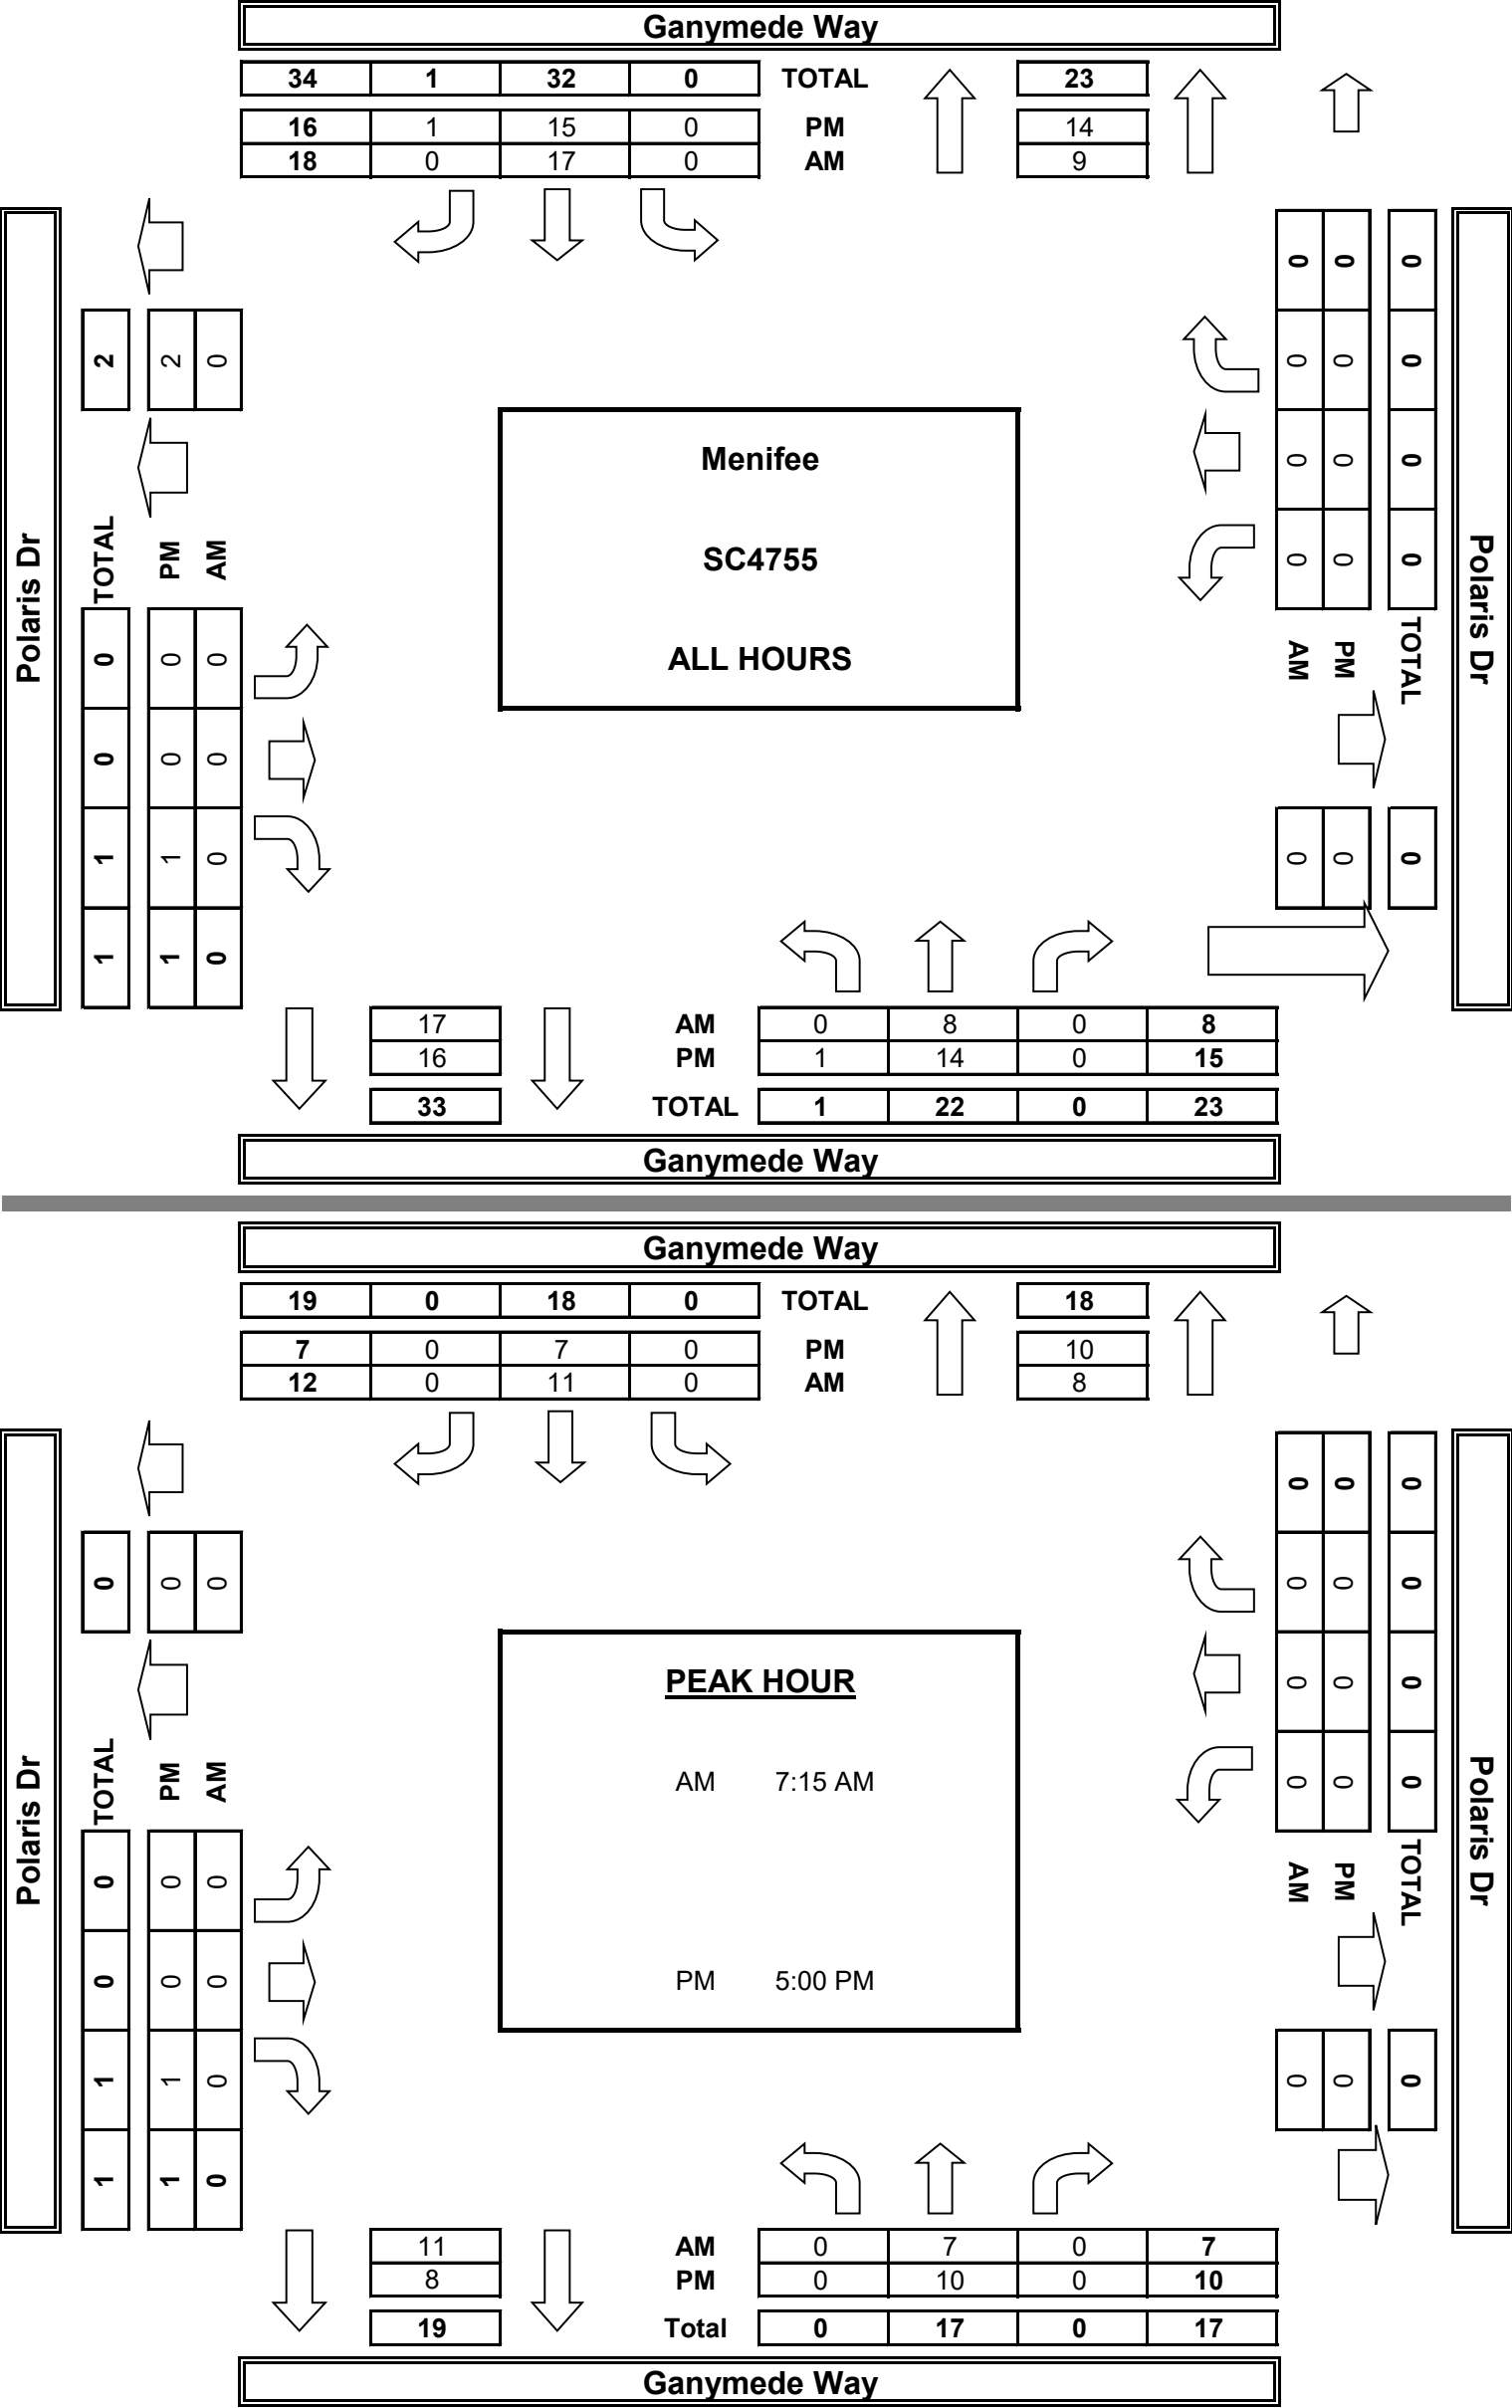 Ganymede Way
34 1 32 0 TOTAL 23
16 1 15 0 PM 14
18 0 17 0 AM 9
Polaris Dr
2 2 0
TOTAL PM AM
0 0 0
0 0 0
1 1 0
1 1 0
Menifee
SC4755
ALL HOURS
0 0 0
0 0 0
0 0 0
0 0 0
AM PM TOTAL
0 0 0
Polaris Dr
17 AM 0 8 0 8
16 PM 1 14 0 15
33 TOTAL 1 22 0 23
Ganymede Way
Ganymede Way
19 0 18 0 TOTAL 18
7 0 7 0 PM 10
12 0 11 0 AM 8
Polaris Dr
0 0 0
TOTAL PM AM
0 0 0
0 0 0
1 1 0
1 1 0
PEAK HOUR
AM 7:15 AM
PM 5:00 PM
0 0 0
0 0 0
0 0 0
0 0 0
AM PM TOTAL
0 0 0
Polaris Dr
11 AM 0 7 0 7
8 PM 0 10 0 10
19 Total 0 17 0 17
Ganymede Way